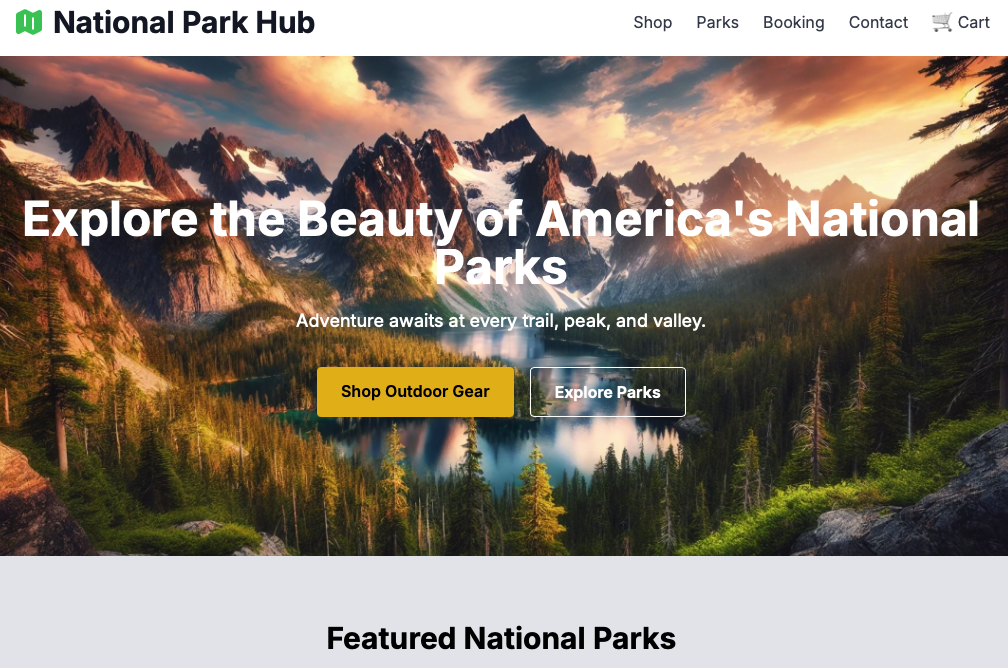 National Park Hub
Shop Parks Booking Contact 🛒 Cart
Explore the Beauty of America's National
Parks
Adventure awaits at every trail, peak, and valley.
Shop Outdoor Gear Explore Parks
Featured National Parks